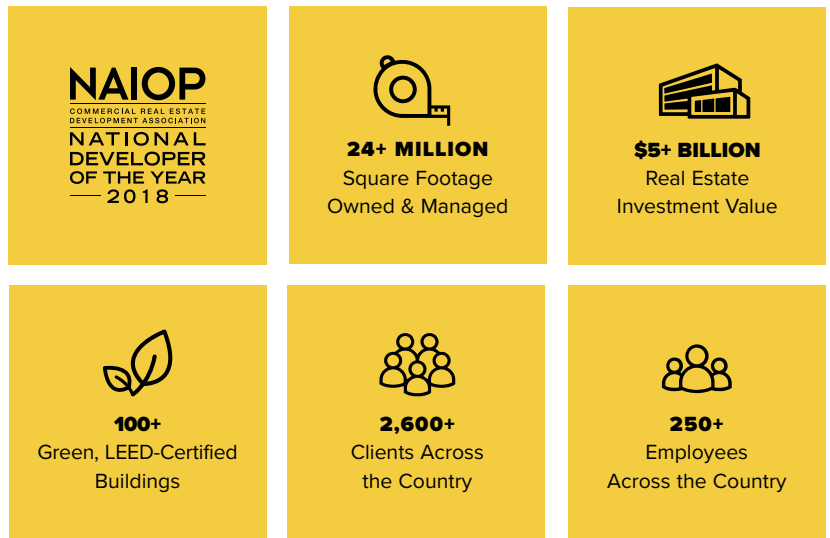 NAIOP
COMMERCIAL REAL ESTATE
DEVELOPMENT ASSOCIATION
NATIONAL
DEVELOPER
OF THE YEAR
2018
24+ MILLION
Square Footage
Owned & Managed
$5+ BILLION
Real Estate
Investment Value
100+
Green, LEED-Certified
Buildings
2,600+
Clients Across
the Country
250+
Employees
Across the Country